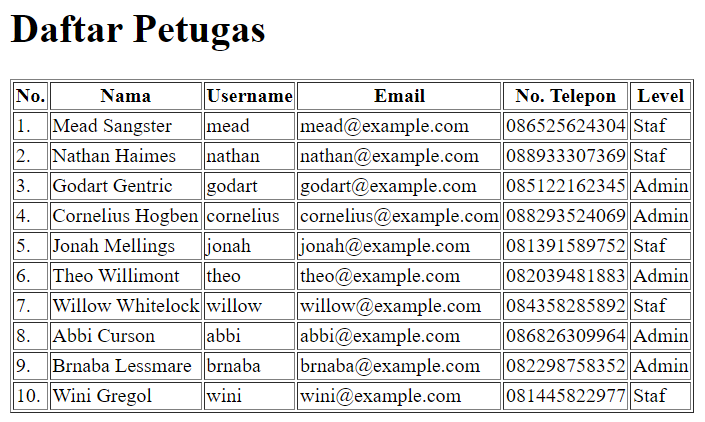 Daftar Petugas
No. Nama Username Email No. Telepon Level
1. Mead Sangster mead mead@example.com 086525624304 Staf
2. Nathan Haimes nathan nathan@example.com 088933307369 Staf
3. Godart Gentric godart godart@example.com 085122162345 Admin
4. Cornelius Hogben cornelius cornelius@example.com 088293524069 Admin
5. Jonah Mellings jonah jonah@example.com 081391589752 Staf
6. Theo Willimont theo theo@example.com 082039481883 Admin
7. Willow Whitelock willow willow@example.com 084358285892 Staf
8. Abbi Curson abbi abbi@example.com 086826309964 Admin
9. Brnaba Lessmare brnaba brnaba@example.com 082298758352 Admin
10. Wini Gregol wini wini@example.com 081445822977 Staf